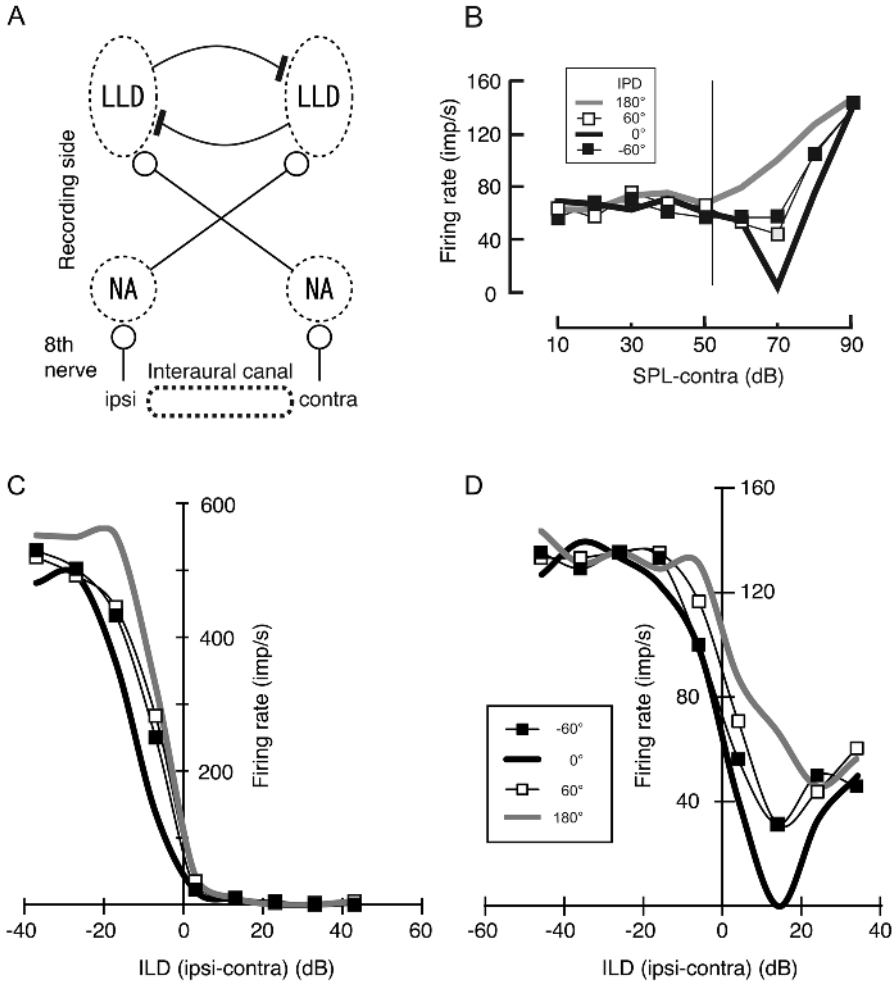 A
LLD LLD
Recording side
NA NA
8th
nerve
Interaural canal
ipsi contra
B
IPD
180°
60°
0°
-60°
Firing rate (imp/s)
160
120
80
40
0
10 30 50 70 90
SPL-contra (dB)
C
600
400
200
Firing rate (imp/s)
-40 -20 0 20 40 60
ILD (ipsi-contra) (dB)
D
160
120
80
40
Firing rate (imp/s)
-60°
0°
60°
180°
-60 -40 -20 0 20 40
ILD (ipsi-contra) (dB)